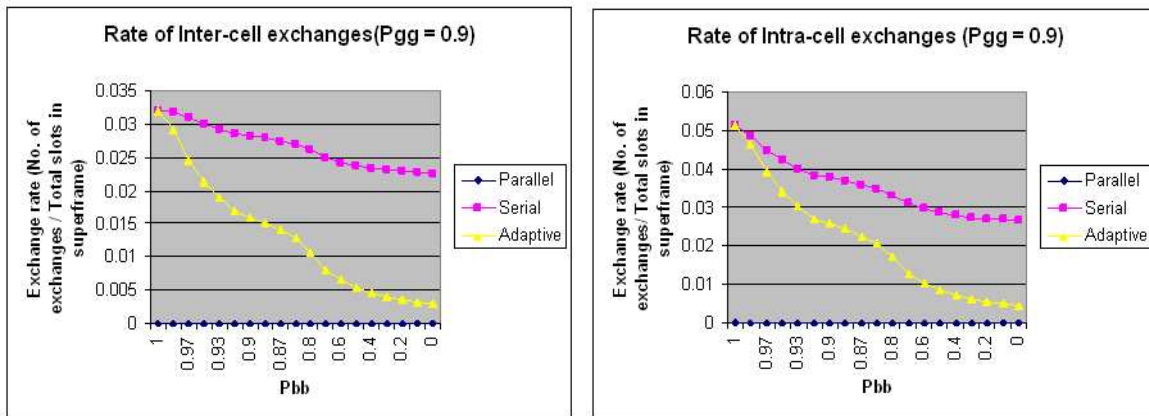 Rate of Inter-cell exchanges(Pgg = 0.9)
Exchange rate (No. of
exchanges / Total slots in
superframe)
0.035
0.03
0.025
0.02
0.015
0.01
0.005
0
1
0.97
0.93
0.9
0.87
0.8
0.6
0.4
0.2
0
Pbb
Parallel
Serial
Adaptive
Rate of Intra-cell exchanges (Pgg = 0.9)
Exchange rate (No. of
exchanges/ Total slots in
superframe)
0.06
0.05
0.04
0.03
0.02
0.01
0
1
0.97
0.93
0.9
0.87
0.8
0.6
0.4
0.2
0
Pbb
Parallel
Serial
Adaptive